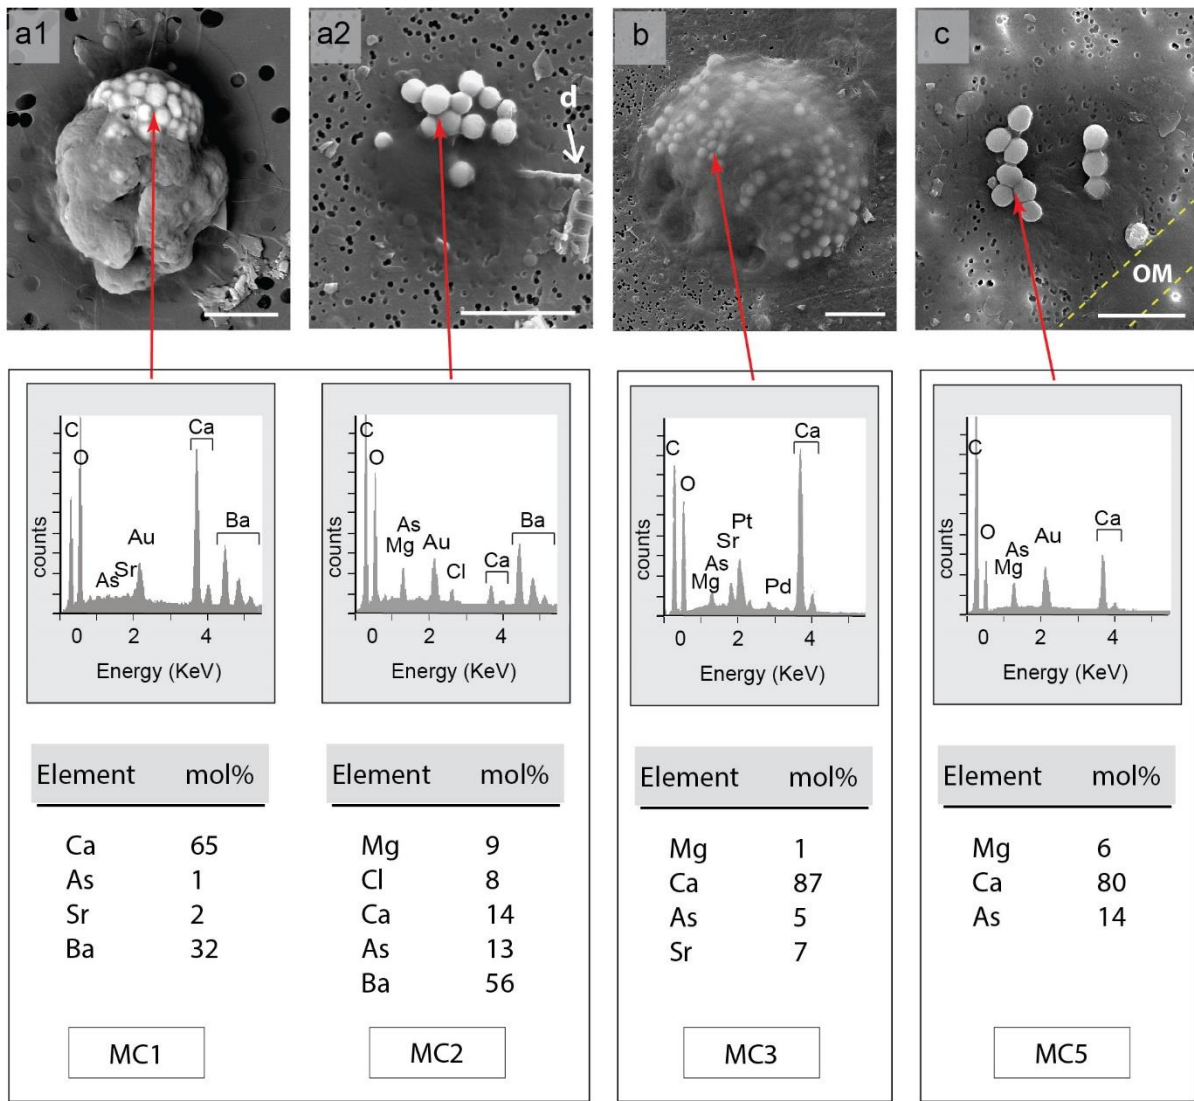 a1
a2
b
c
d
OM
C
O
Ca
Au
Ba
Sr
As
counts
0 2 4
Energy (KeV)
C
O
As
Mg
Au
Cl
Ca
Ba
counts
0 2 4
Energy (KeV)
C
O
Ca
Pt
Sr
As
Mg
Pd
counts
0 2 4
Energy (KeV)
C
O
As
Mg
Au
Ca
counts
0 2 4
Energy (KeV)
Element mol%
Ca 65
As 1
Sr 2
Ba 32
MC1
Element mol%
Mg 9
Cl 8
Ca 14
As 13
Ba 56
MC2
Element mol%
Mg 1
Ca 87
As 5
Sr 7
MC3
Element mol%
Mg 6
Ca 80
As 14
MC5